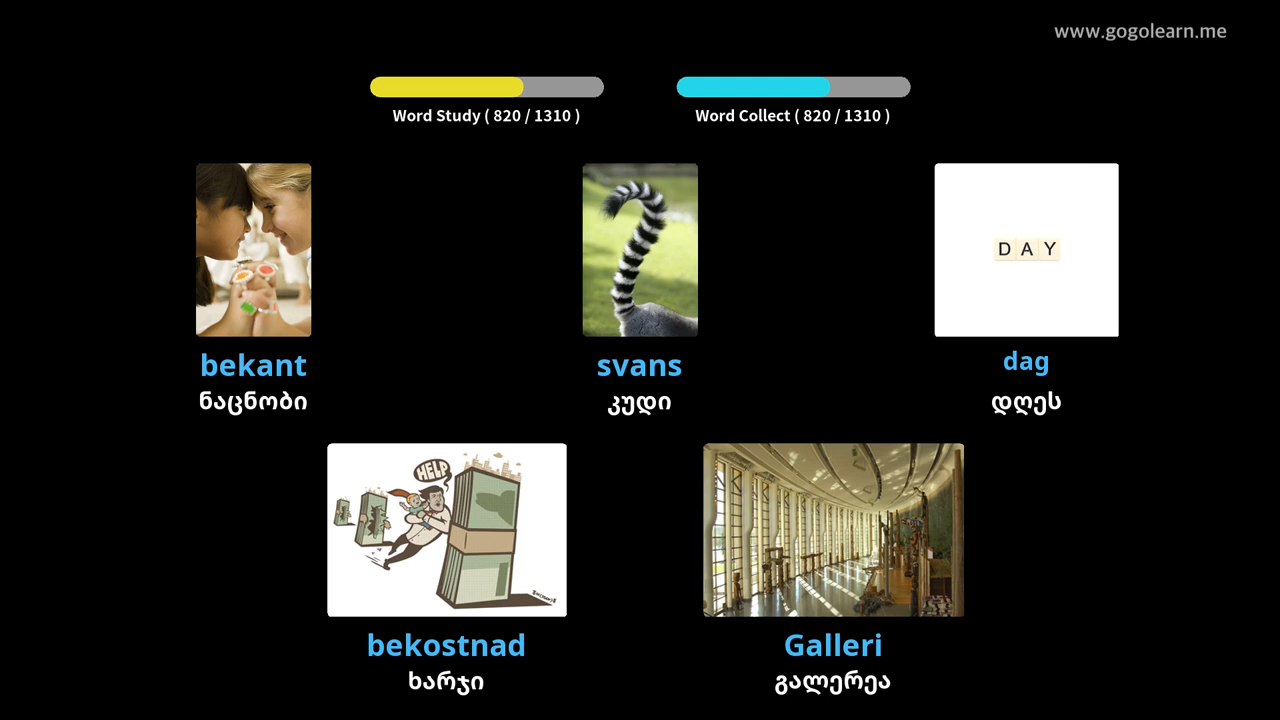 www.gogolearn.me
Word Study ( 820 / 1310 )
Word Collect ( 820 / 1310 )
DAY
bekant
ნაცნობი
svans
კუდი
dag
დღეს
HELP
bekostnad
ხარჯი
Galleri
გალერეა